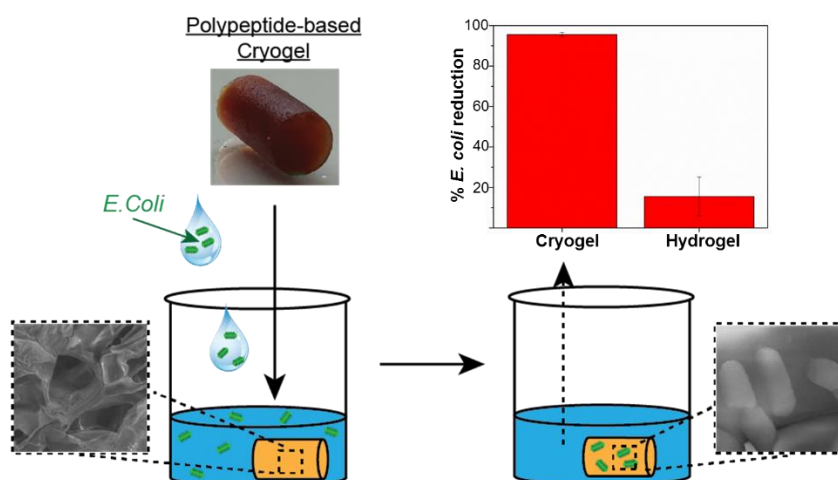 Polypeptide-based
Cryogel
E.Coli
% E. coli reduction
100
80
60
40
20
Cryogel Hydrogel